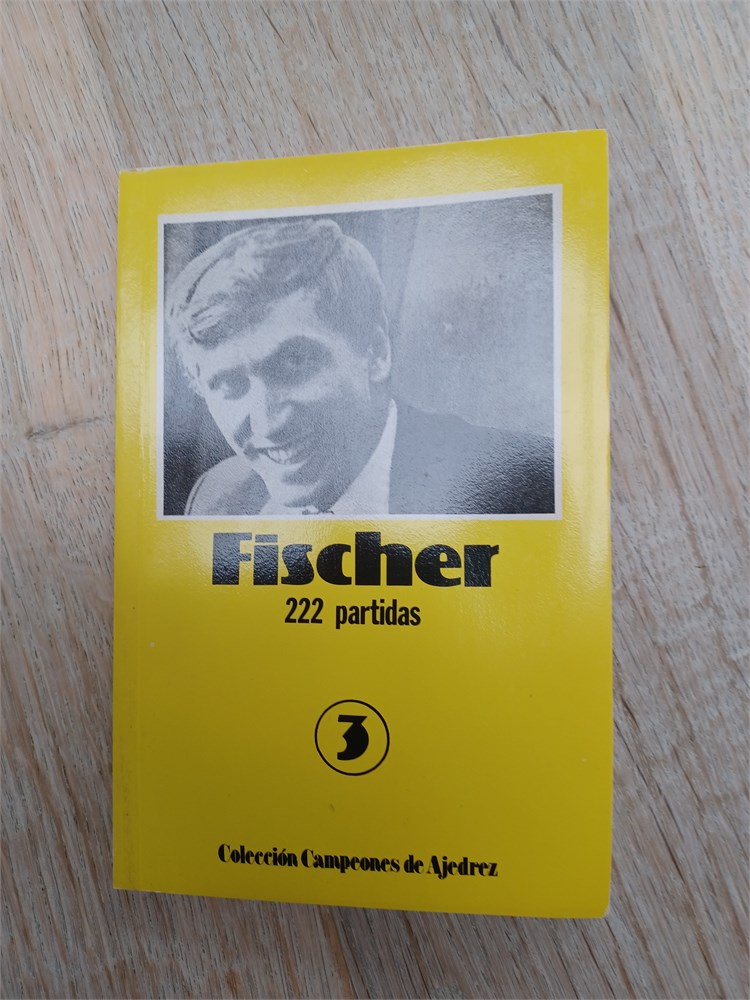 Fischer
222 partidas
3
Colección Campeones de Ajedrez